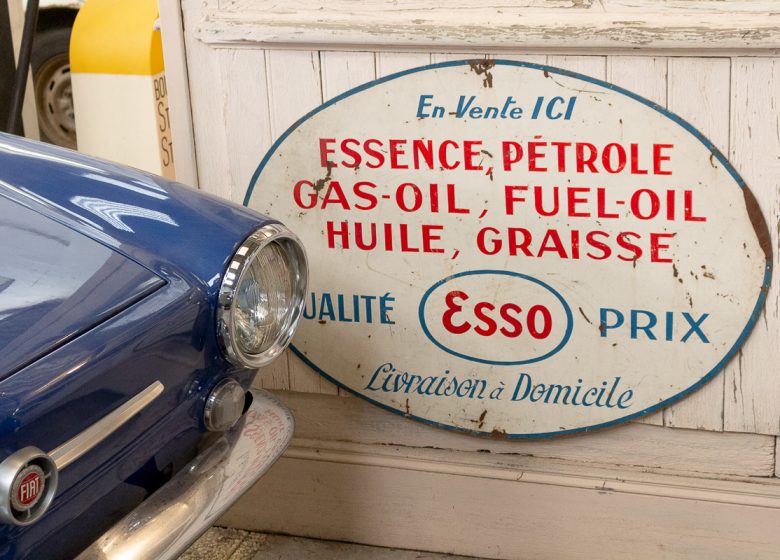 En Vente ICI
ESSENCE, PÉTROLE
GAS-OIL, FUEL-OIL
HUILE, GRAISSE
UALITÉ ESSO PRIX
Livraison à Domicile
FIAT